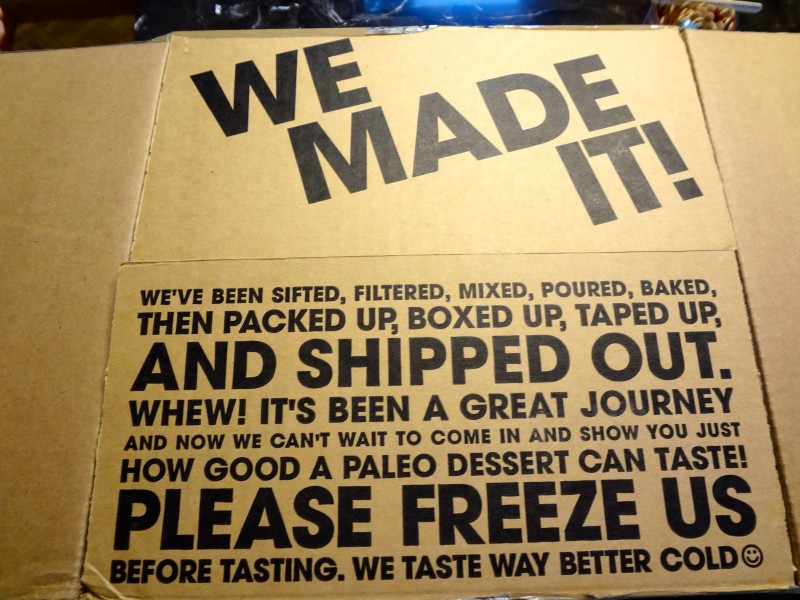 WE
MADE
IT!
WE'VE BEEN SIFTED, FILTERED, MIXED, POURED, BAKED,
THEN PACKED UP, BOXED UP, TAPED UP,
AND SHIPPED OUT.
WHEW! IT'S BEEN A GREAT JOURNEY
AND NOW WE CAN'T WAIT TO COME IN AND SHOW YOU JUST
HOW GOOD A PALEO DESSERT CAN TASTE!
PLEASE FREEZE US
BEFORE TASTING. WE TASTE WAY BETTER COLD☺